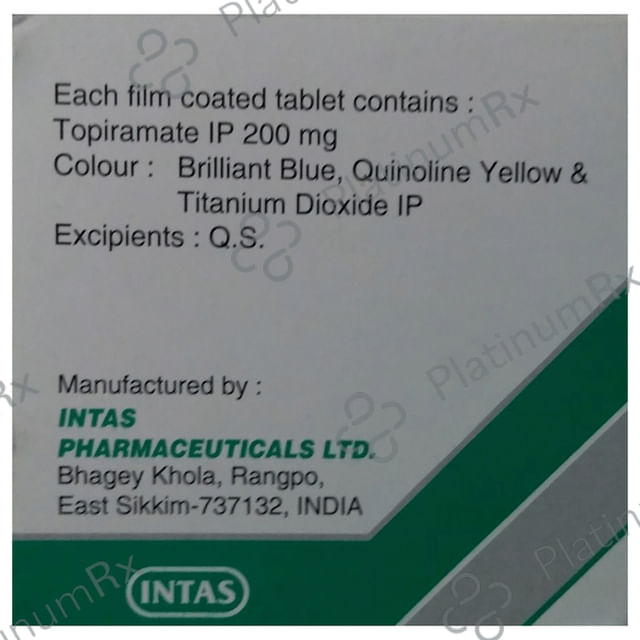 Each film coated tablet contains :
Topiramate IP 200 mg
Colour : Brilliant Blue, Quinoline Yellow &
Titanium Dioxide IP
Excipients : Q.S.
Manufactured by :
INTAS
PHARMACEUTICALS LTD.
Bhagey Khola, Rangpo,
East Sikkim-737132, INDIA
INTAS
PlatinumRx
PlatinumRx
PlatinumRx